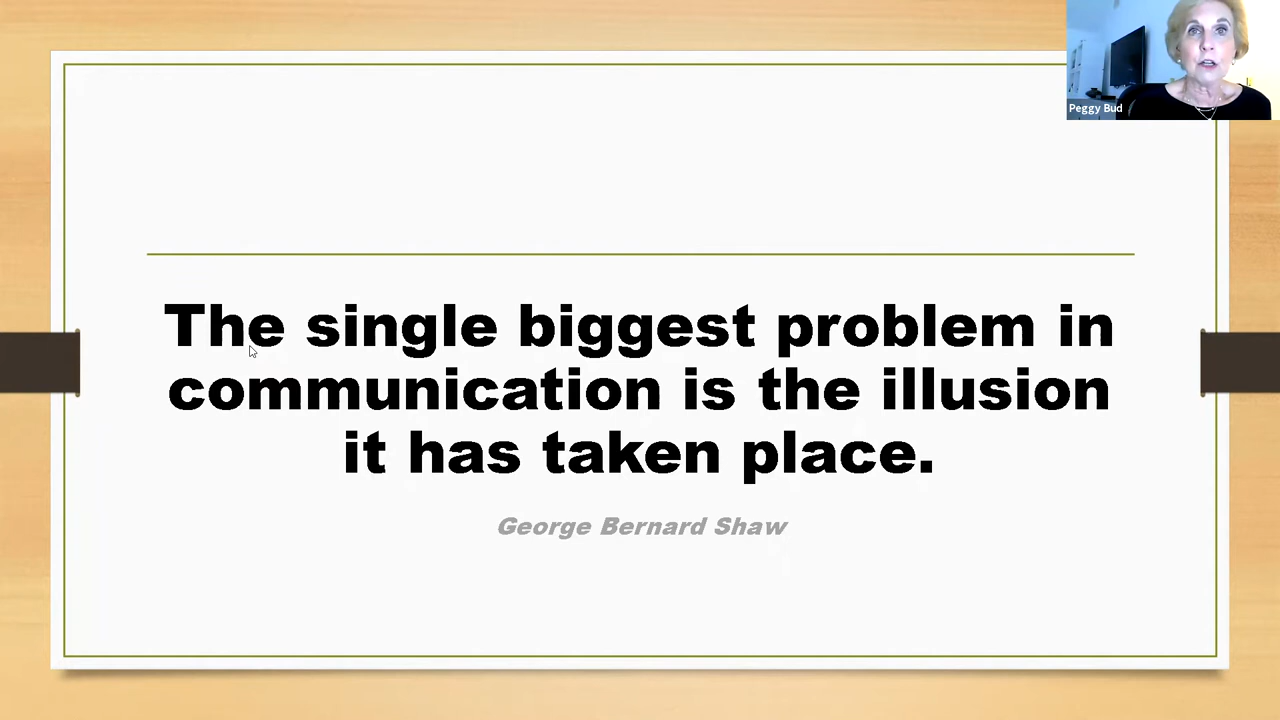 Peggy Bud
The single biggest problem in
communication is the illusion
it has taken place.
George Bernard Shaw